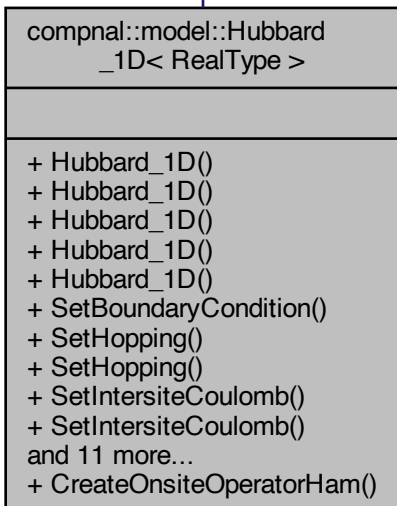 compnal::model::Hubbard
_1D< RealType >
+ Hubbard_1D()
+ Hubbard_1D()
+ Hubbard_1D()
+ Hubbard_1D()
+ Hubbard_1D()
+ SetBoundaryCondition()
+ SetHopping()
+ SetHopping()
+ SetIntersiteCoulomb()
+ SetIntersiteCoulomb()
and 11 more...
+ CreateOnsiteOperatorHam()